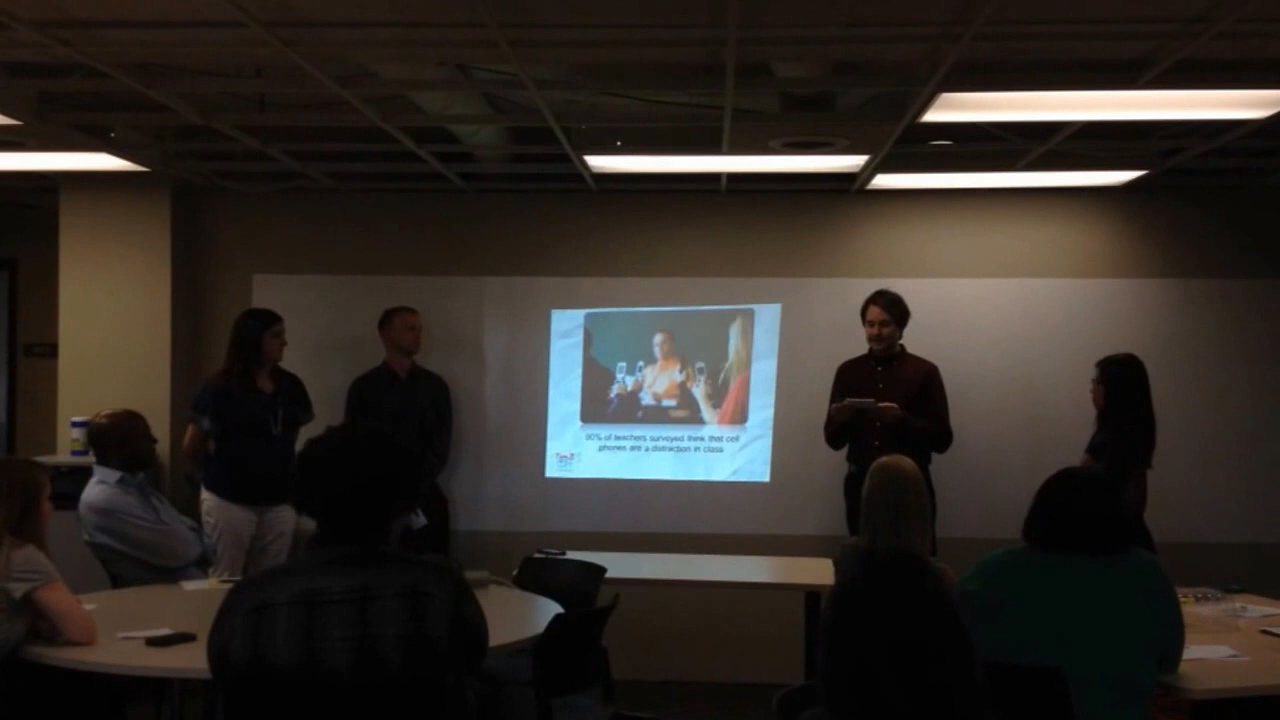 90% of teachers surveyed think that cell
phones are a distraction in class